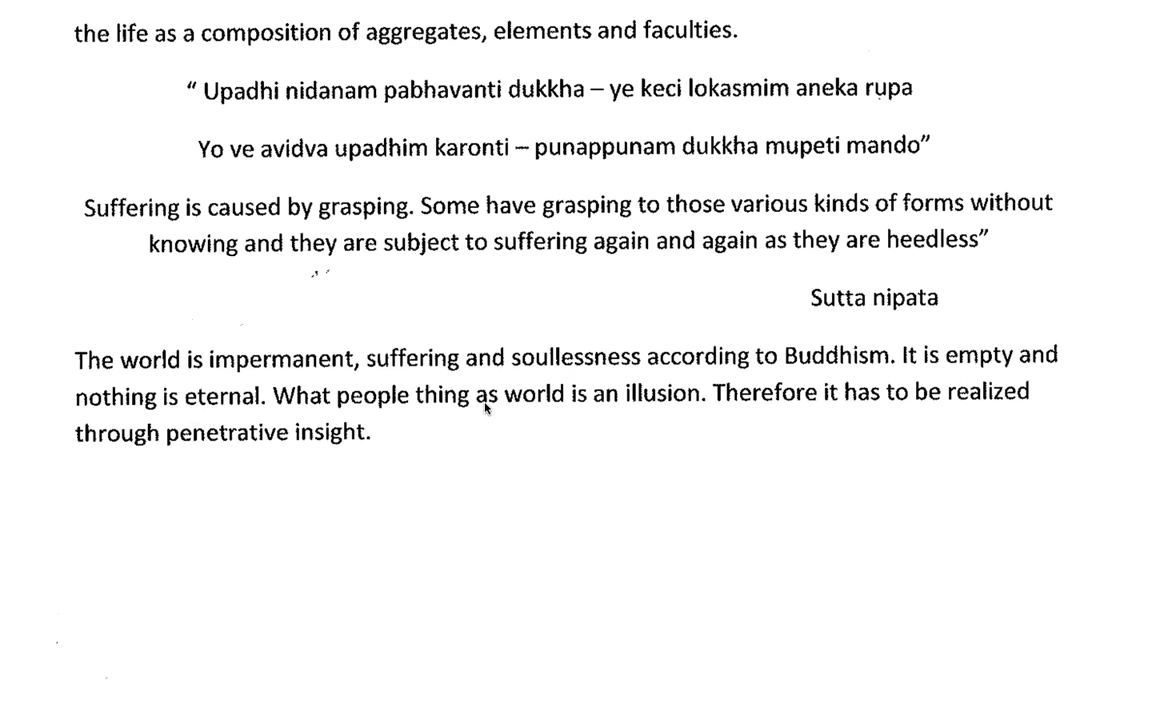 the life as a composition of aggregates, elements and faculties.
“ Upadhi nidanam pabhavanti dukkha – ye keci lokasmim aneka rupa
Yo ve avidva upadhim karonti – punappunam dukkha mupeti mando”
Suffering is caused by grasping. Some have grasping to those various kinds of forms without
knowing and they are subject to suffering again and again as they are heedless”
Sutta nipata
The world is impermanent, suffering and soullessness according to Buddhism. It is empty and
nothing is eternal. What people thing as world is an illusion. Therefore it has to be realized
through penetrative insight.